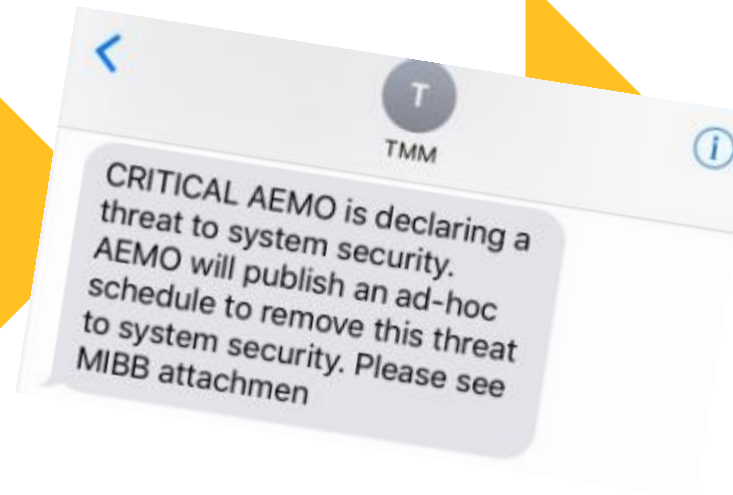 T
TMM
i
CRITICAL AEMO is declaring a
threat to system security.
AEMO will publish an ad-hoc
schedule to remove this threat
to system security. Please see
MIBB attachmen